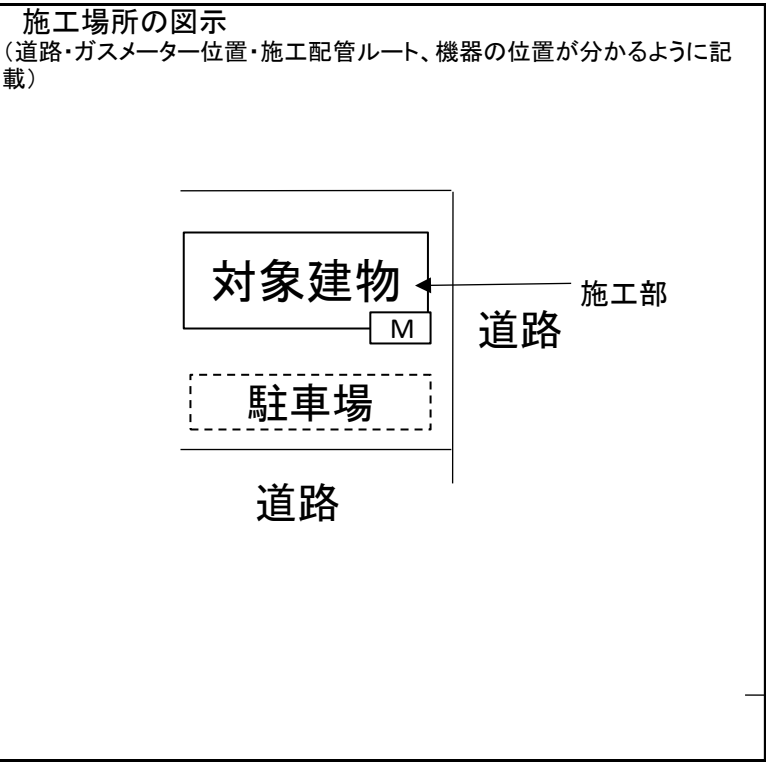 施工場所の図示
（道路・ガスメーター位置・施工配管ルート、機器の位置が分かるように記
載）
対象建物
施工部
M
道路
駐車場
道路